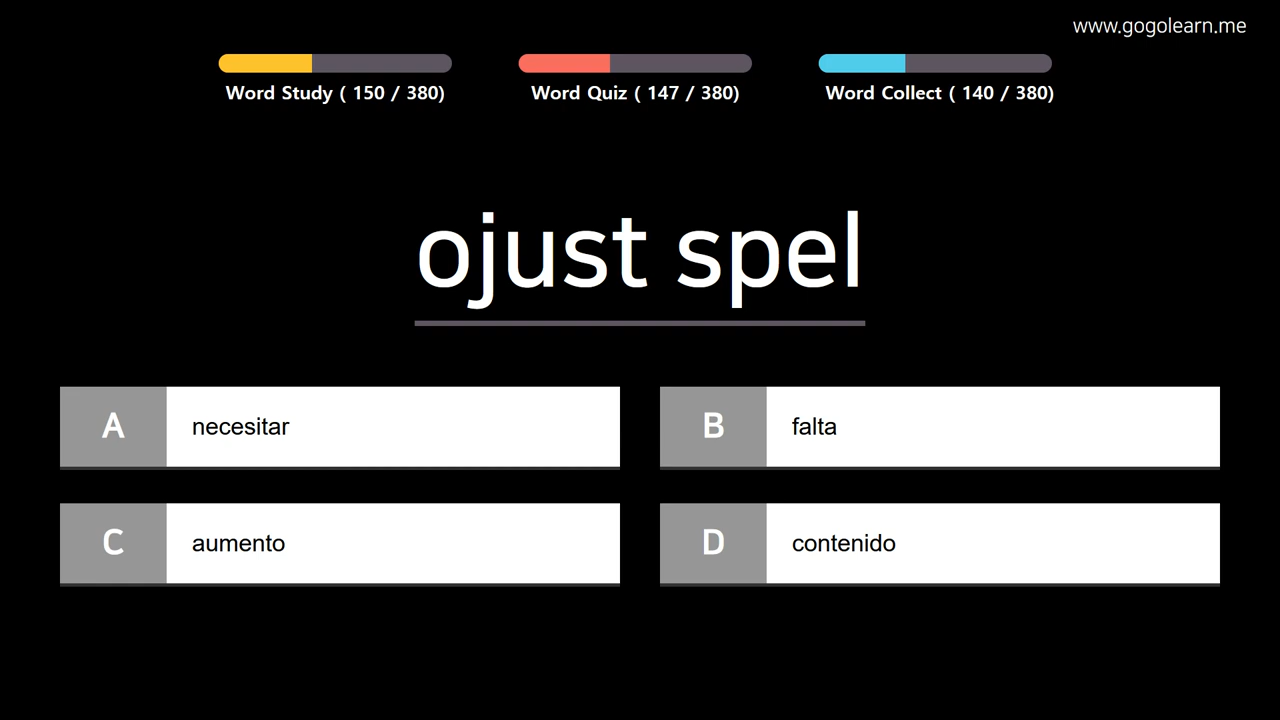 www.gogolearn.me
Word Study ( 150 / 380)
Word Quiz ( 147 / 380)
Word Collect ( 140 / 380)
ojust spel
A necesitar
B falta
C aumento
D contenido